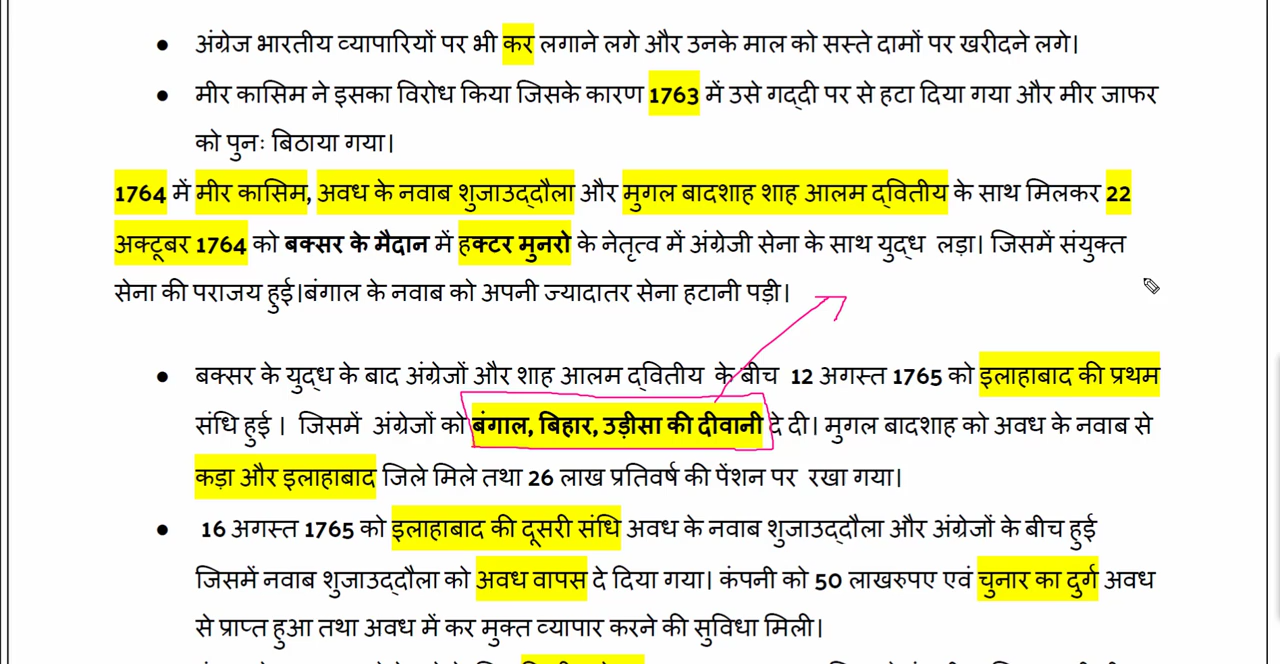 ● अंग्रेज भारतीय व्यापारियों पर भी कर लगाने लगे और उनके माल को सस्ते दामों पर खरीदने लगे।
● मीर कासिम ने इसका विरोध किया जिसके कारण 1763 में उसे गद्दी पर से हटा दिया गया और मीर जाफर
को पुनः बिठाया गया।
1764 में मीर कासिम, अवध के नवाब शुजाउद्दौला और मुगल बादशाह शाह आलम द्वितीय के साथ मिलकर 22
अक्टूबर 1764 को बक्सर के मैदान में हक्टर मुनरो के नेतृत्व में अंग्रेजी सेना के साथ युद्ध लड़ा। जिसमें संयुक्त
सेना की पराजय हुई।बंगाल के नवाब को अपनी ज्यादातर सेना हटानी पड़ी।
● बक्सर के युद्ध के बाद अंग्रेजों और शाह आलम द्वितीय के बीच 12 अगस्त 1765 को इलाहाबाद की प्रथम
संधि हुई । जिसमें अंग्रेजों को बंगाल, बिहार, उड़ीसा की दीवानी दे दी। मुगल बादशाह को अवध के नवाब से
कड़ा और इलाहाबाद जिले मिले तथा 26 लाख प्रतिवर्ष की पेंशन पर रखा गया।
● 16 अगस्त 1765 को इलाहाबाद की दूसरी संधि अवध के नवाब शुजाउद्दौला और अंग्रेजों के बीच हुई
जिसमें नवाब शुजाउद्दौला को अवध वापस दे दिया गया। कंपनी को 50 लाखरुपए एवं चुनार का दुर्ग अवध
से प्राप्त हुआ तथा अवध में कर मुक्त व्यापार करने की सुविधा मिली।